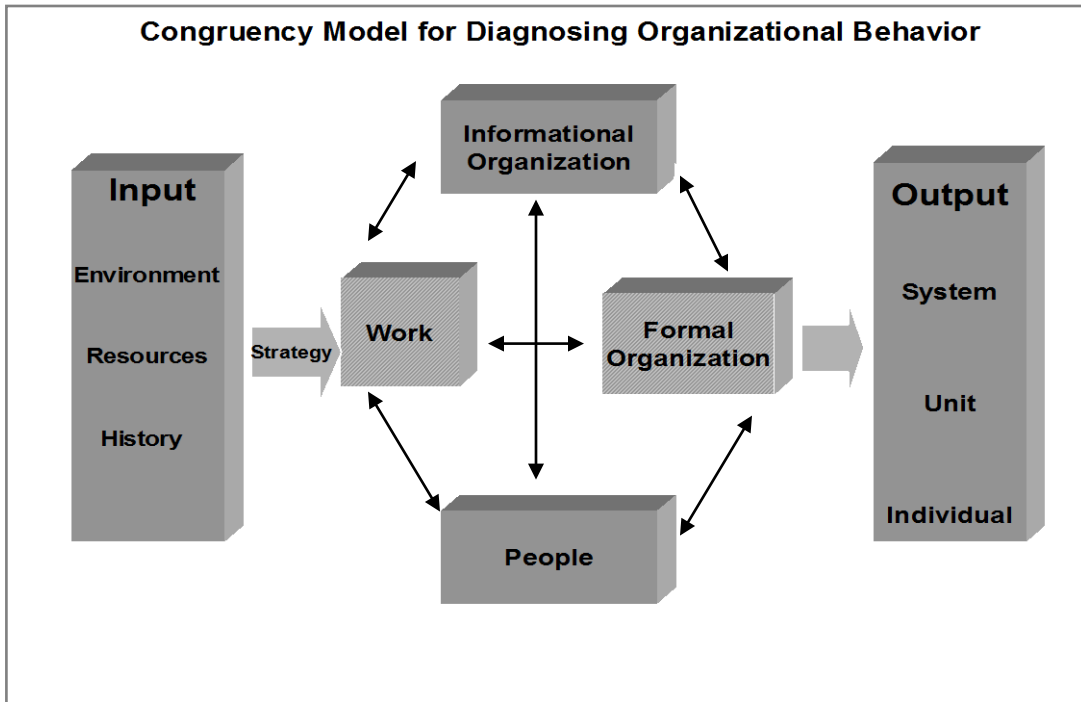 Congruency Model for Diagnosing Organizational Behavior
Informational
Organization
Input
Environment
Resources
History
Strategy
Work
Formal
Organization
People
Output
System
Unit
Individual